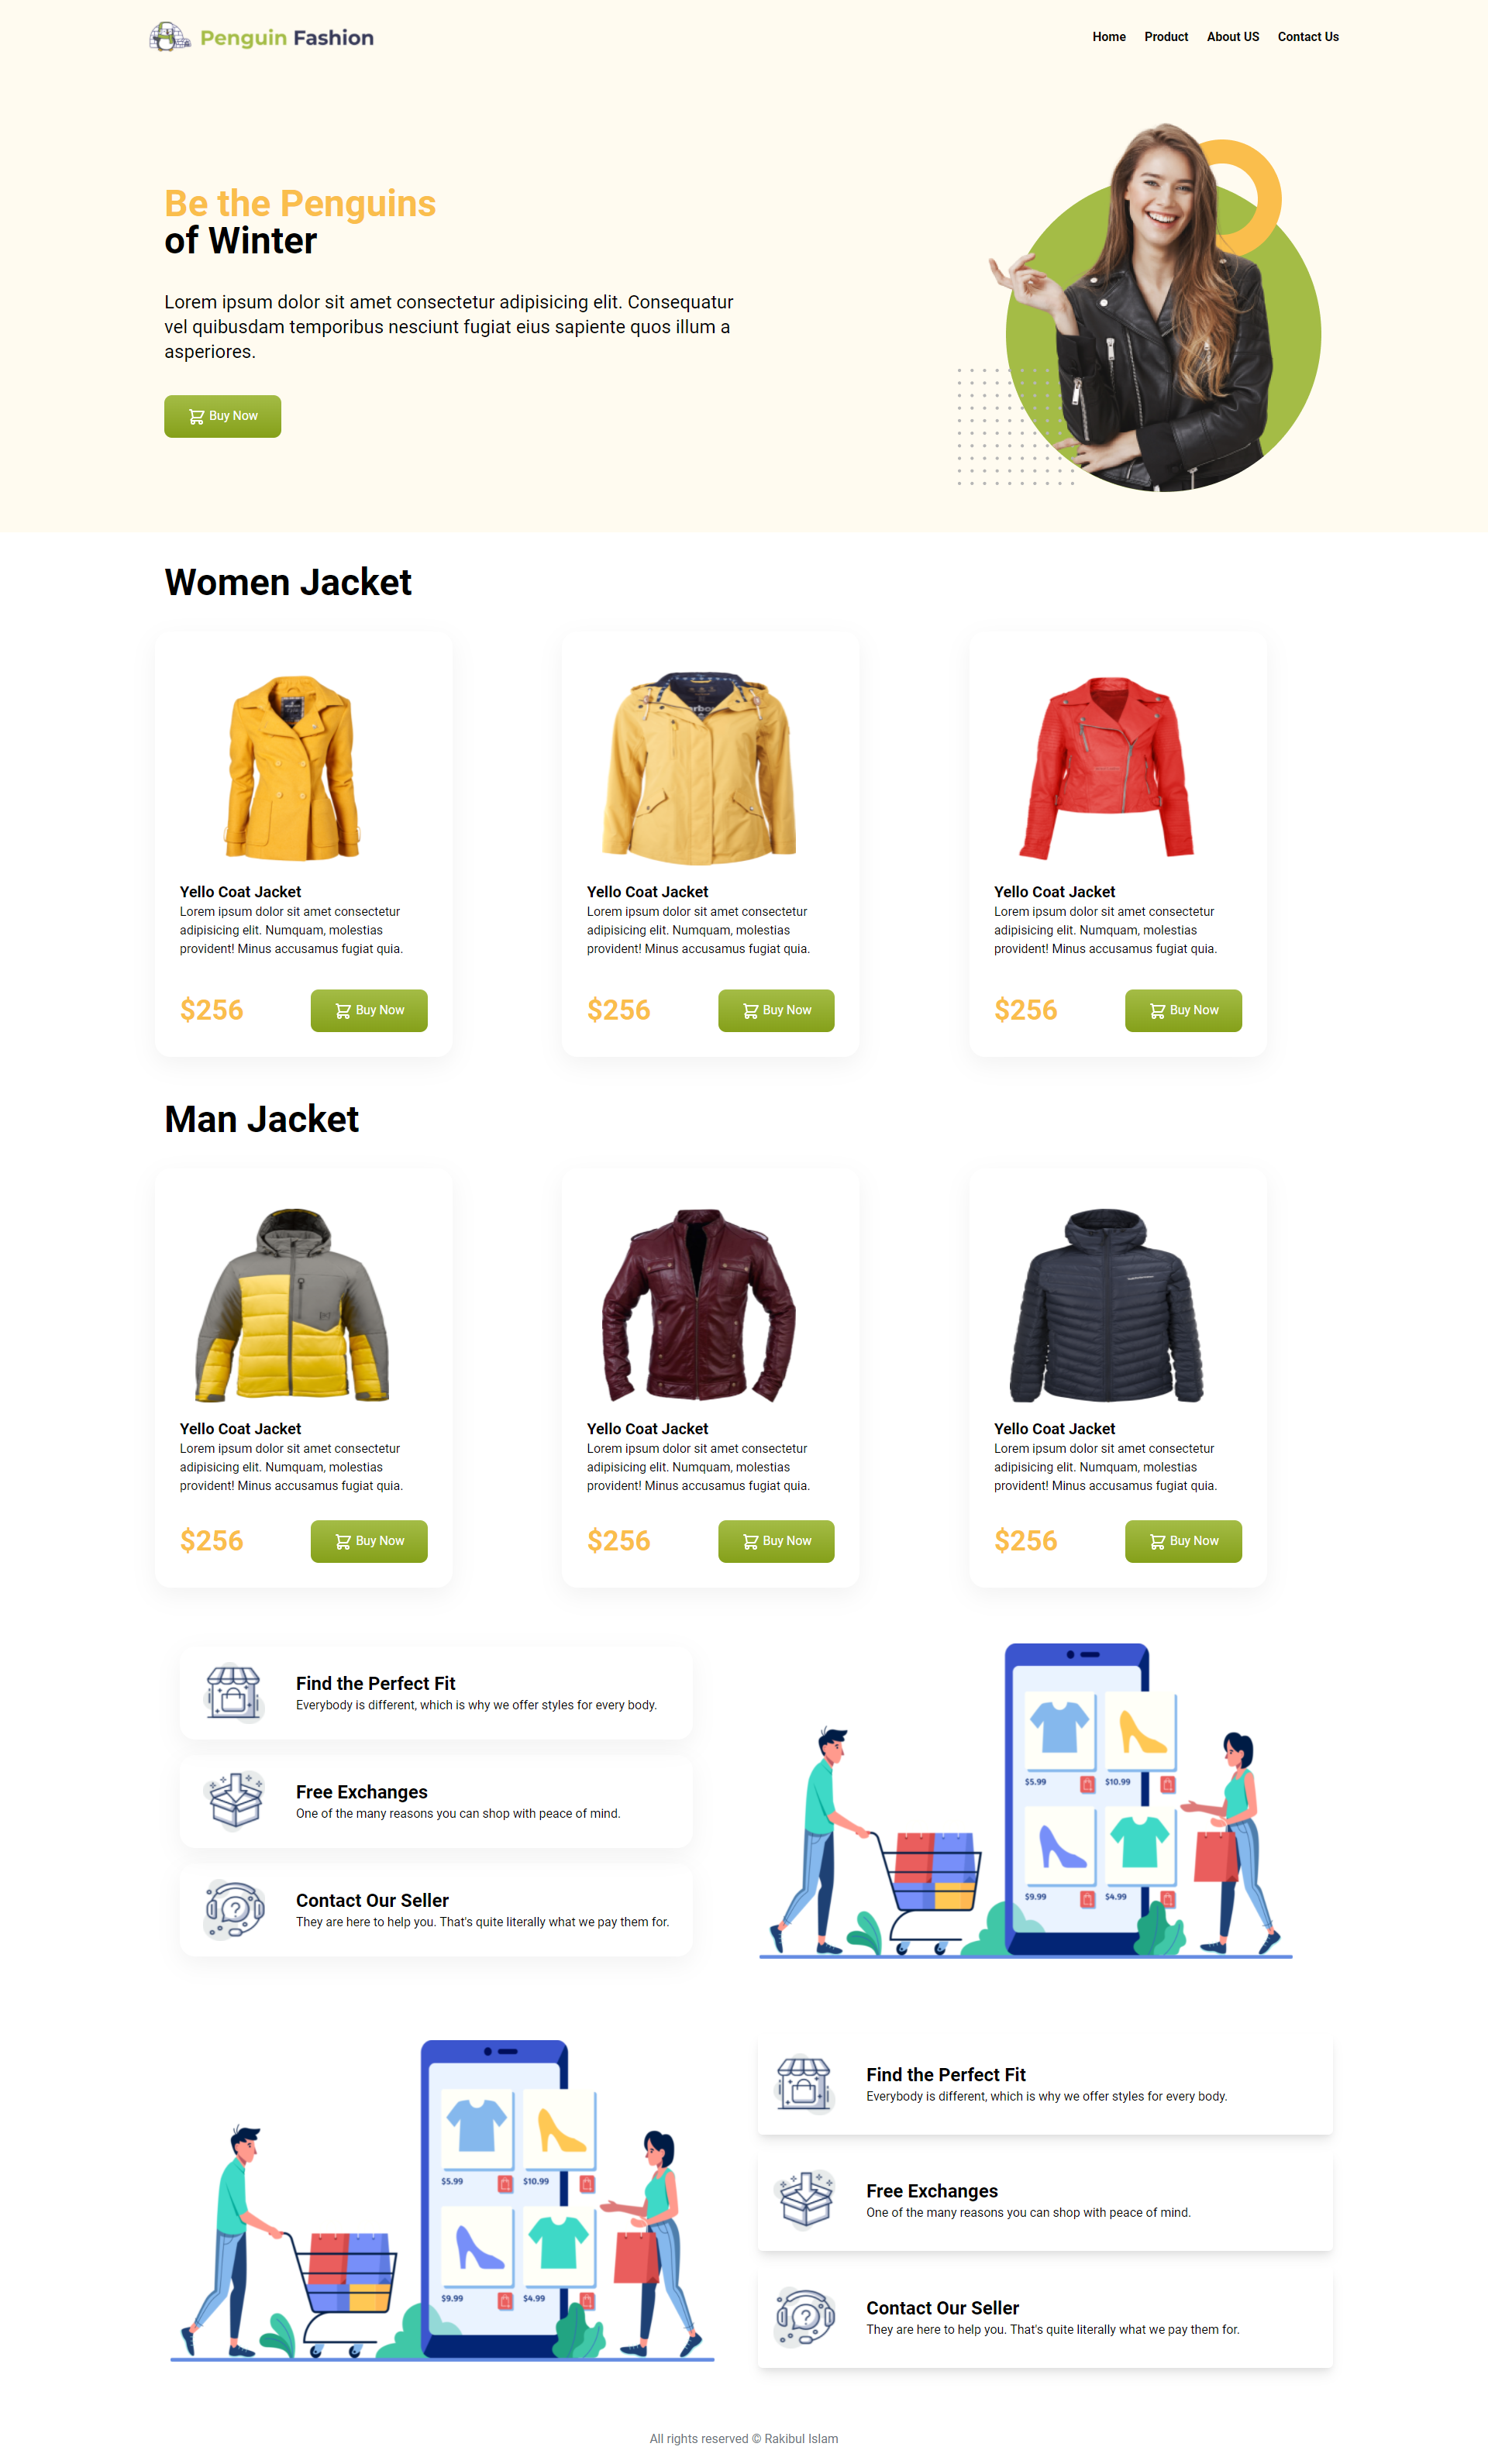 Penguin Fashion
Home Product About US Contact Us
Be the Penguins
of Winter
Lorem ipsum dolor sit amet consectetur adipisicing elit. Consequatur
vel quibusdam temporibus nesciunt fugiat eius sapiente quos illum a
asperiores.
Buy Now
Women Jacket
Yello Coat Jacket
Lorem ipsum dolor sit amet consectetur
adipisicing elit. Numquam, molestias
provident! Minus accusamus fugiat quia.
$256
Buy Now
Yello Coat Jacket
Lorem ipsum dolor sit amet consectetur
adipisicing elit. Numquam, molestias
provident! Minus accusamus fugiat quia.
$256
Buy Now
Yello Coat Jacket
Lorem ipsum dolor sit amet consectetur
adipisicing elit. Numquam, molestias
provident! Minus accusamus fugiat quia.
$256
Buy Now
Man Jacket
Yello Coat Jacket
Lorem ipsum dolor sit amet consectetur
adipisicing elit. Numquam, molestias
provident! Minus accusamus fugiat quia.
$256
Buy Now
Yello Coat Jacket
Lorem ipsum dolor sit amet consectetur
adipisicing elit. Numquam, molestias
provident! Minus accusamus fugiat quia.
$256
Buy Now
Yello Coat Jacket
Lorem ipsum dolor sit amet consectetur
adipisicing elit. Numquam, molestias
provident! Minus accusamus fugiat quia.
$256
Buy Now
Find the Perfect Fit
Everybody is different, which is why we offer styles for every body.
Free Exchanges
One of the many reasons you can shop with peace of mind.
Contact Our Seller
They are here to help you. That's quite literally what we pay them for.
$5.99
$10.99
$9.99
$4.99
$5.99
$10.99
$9.99
$4.99
Find the Perfect Fit
Everybody is different, which is why we offer styles for every body.
Free Exchanges
One of the many reasons you can shop with peace of mind.
Contact Our Seller
They are here to help you. That's quite literally what we pay them for.
All rights reserved © Rakibul Islam